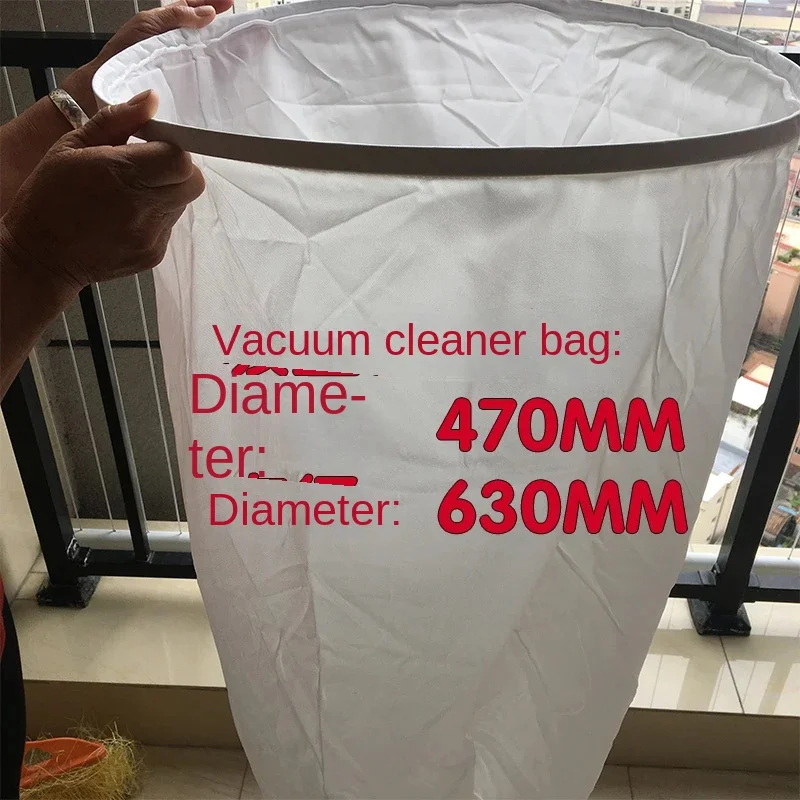 Vacuum cleaner bag:
Diame-
ter:
470MM
Diameter:
630MM